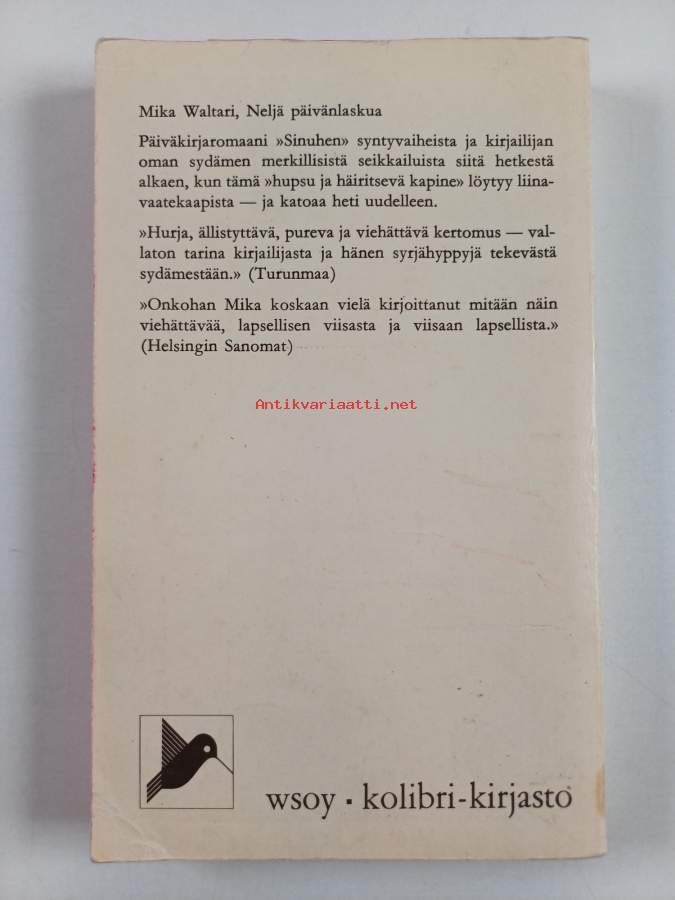 Mika Waltari, Neljä päivänlaskua
Päiväkirjaromaani »Sinuhen» syntyvaiheista ja kirjailijan
oman sydämen merkillisistä seikkailuista siitä hetkestä
alkaen, kun tämä »hupsu ja häiritsevä kapine» löytyy liina-
vaatekaapista — ja katoaa heti uudelleen.
»Hurja, ällistyttävä, pureva ja viehättävä kertomus — val-
laton tarina kirjailijasta ja hänen syrjähyppyjä tekevästä
sydämestään.» (Turunmaa)
»Onkohan Mika koskaan vielä kirjoittanut mitään näin
viehättävää, lapsellisen viisasta ja viisaan lapsellista.»
(Helsingin Sanomat)
Antikvariaatti.net
wsoy · kolibri-kirjasto